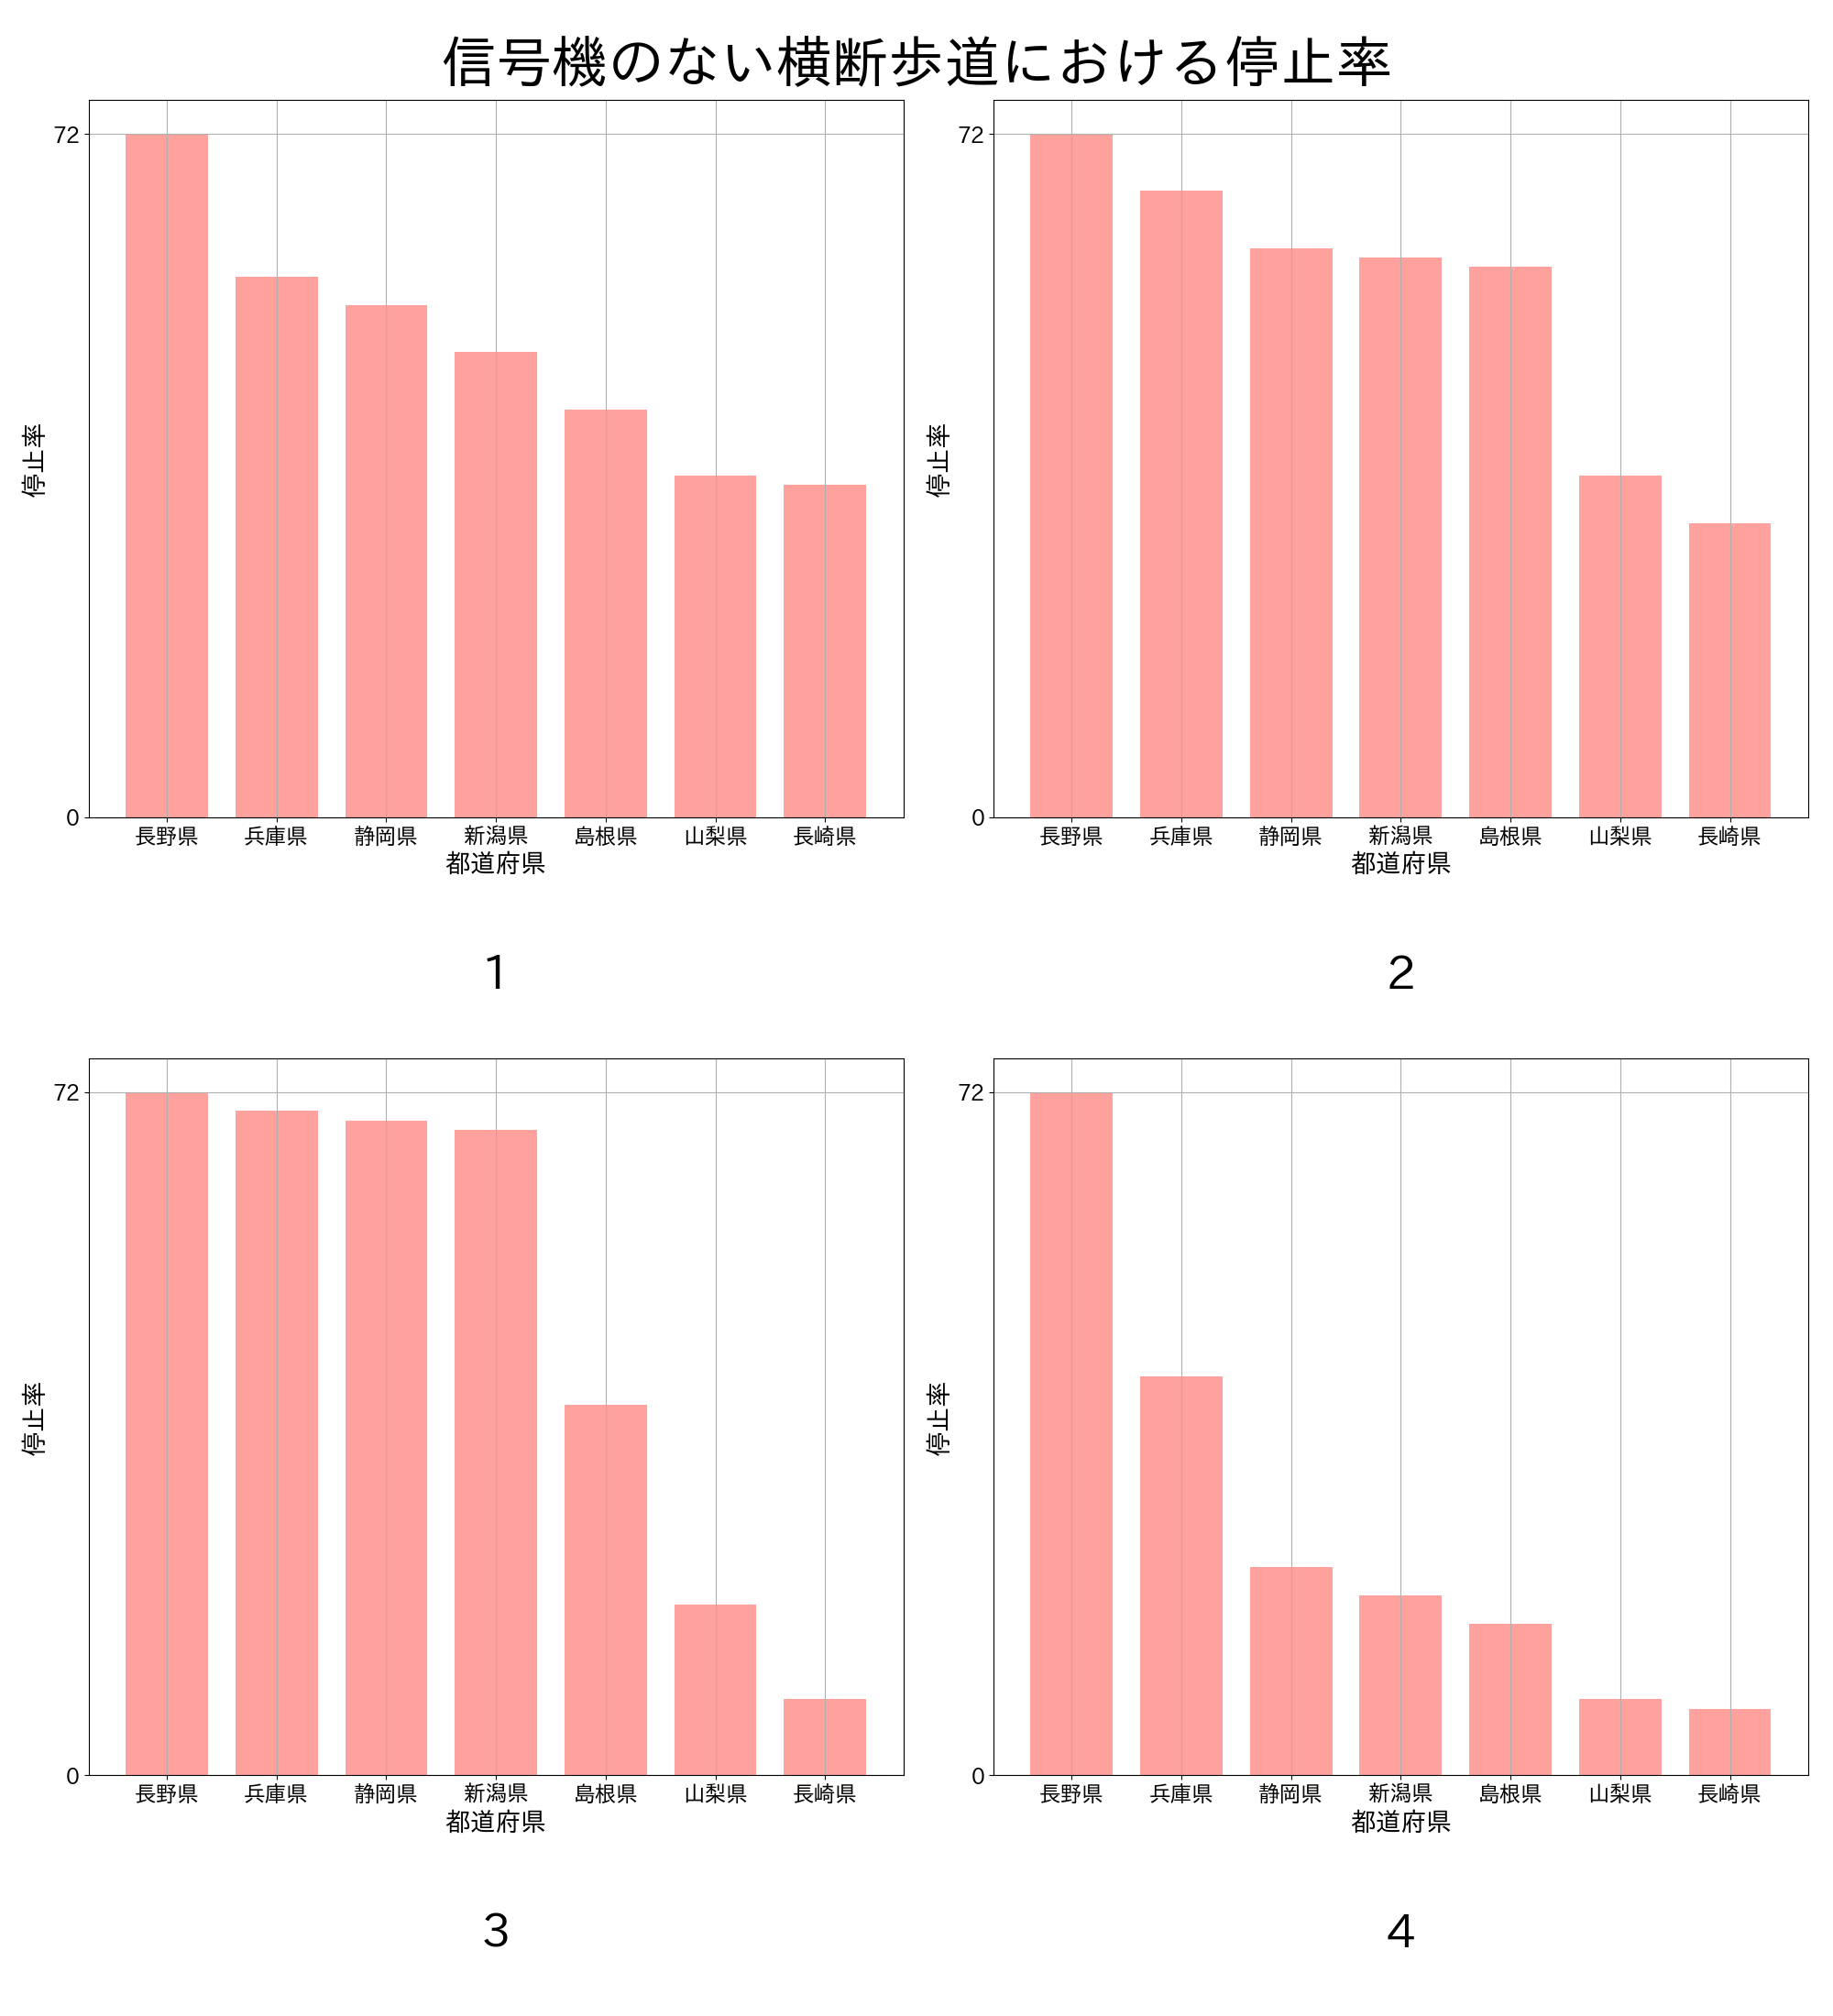 信号機のない横断歩道における停止率
72
0
停止率
長野県 兵庫県 静岡県 新潟県 島根県 山梨県 長崎県
都道府県
1
72
0
停止率
長野県 兵庫県 静岡県 新潟県 島根県 山梨県 長崎県
都道府県
2
72
0
停止率
長野県 兵庫県 静岡県 新潟県 島根県 山梨県 長崎県
都道府県
3
72
0
停止率
長野県 兵庫県 静岡県 新潟県 島根県 山梨県 長崎県
都道府県
4